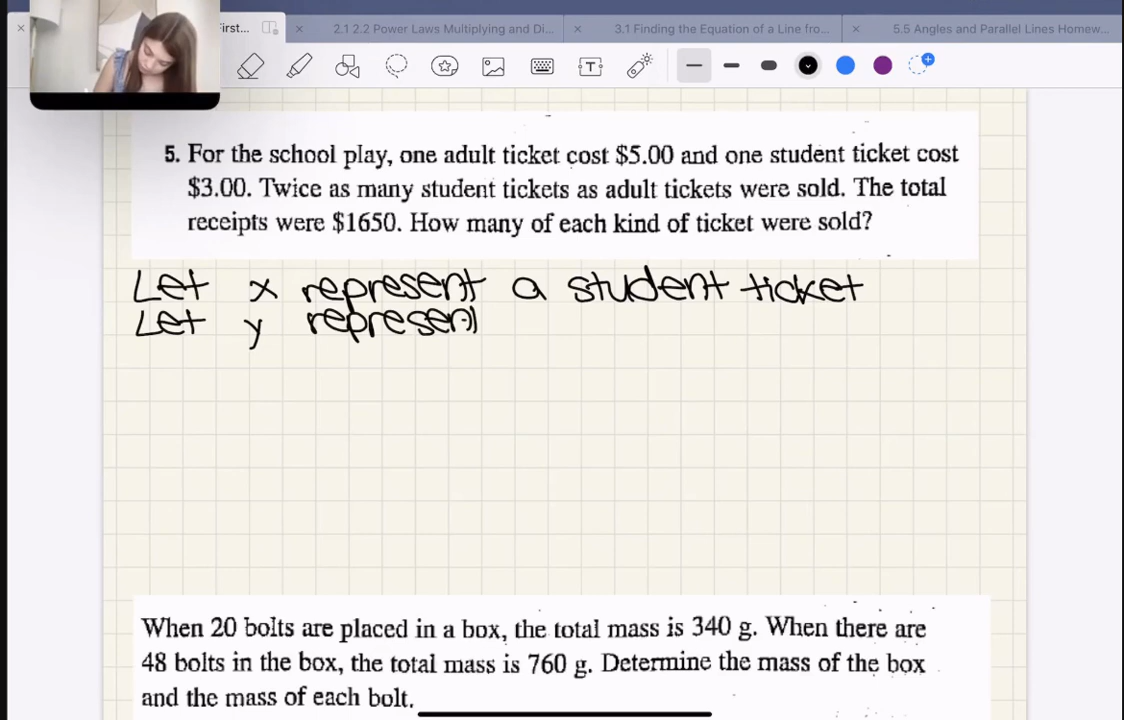 irst...
2.1 2.2 Power Laws Multiplying and Di...
3.1 Finding the Equation of a Line fro...
5.5 Angles and Parallel Lines Homew...
T
5. For the school play, one adult ticket cost $5.00 and one student ticket cost
$3.00. Twice as many student tickets as adult tickets were sold. The total
receipts were $1650. How many of each kind of ticket were sold?
Let x represent a student ticket
Let y represen
When 20 bolts are placed in a box, the total mass is 340 g. When there are
48 bolts in the box, the total mass is 760 g. Determine the mass of the box
and the mass of each bolt.